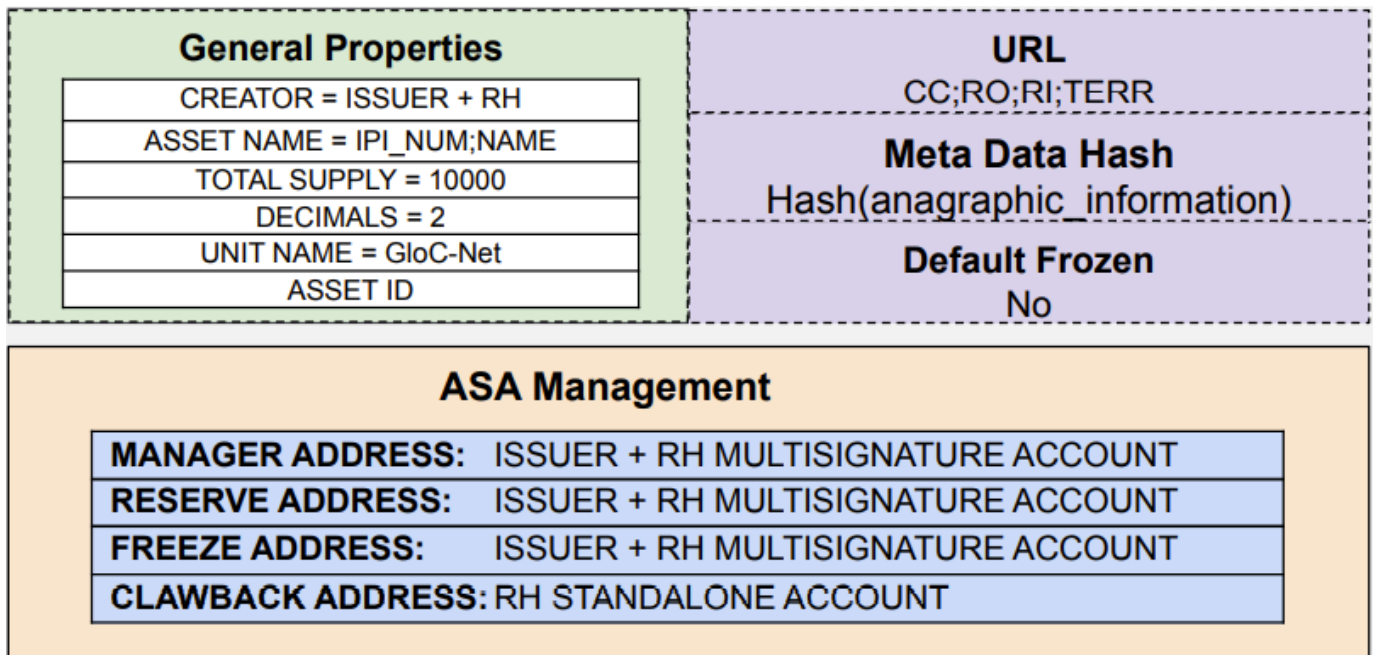 General Properties
CREATOR = ISSUER + RH
ASSET NAME = IPI_NUM;NAME
TOTAL SUPPLY = 10000
DECIMALS = 2
UNIT NAME = GloC-Net
ASSET ID
URL
CC;RO;RI;TERR
Meta Data Hash
Hash(anagraphic_information)
Default Frozen
No
ASA Management
MANAGER ADDRESS: ISSUER + RH MULTISIGNATURE ACCOUNT
RESERVE ADDRESS: ISSUER + RH MULTISIGNATURE ACCOUNT
FREEZE ADDRESS: ISSUER + RH MULTISIGNATURE ACCOUNT
CLAWBACK ADDRESS: RH STANDALONE ACCOUNT